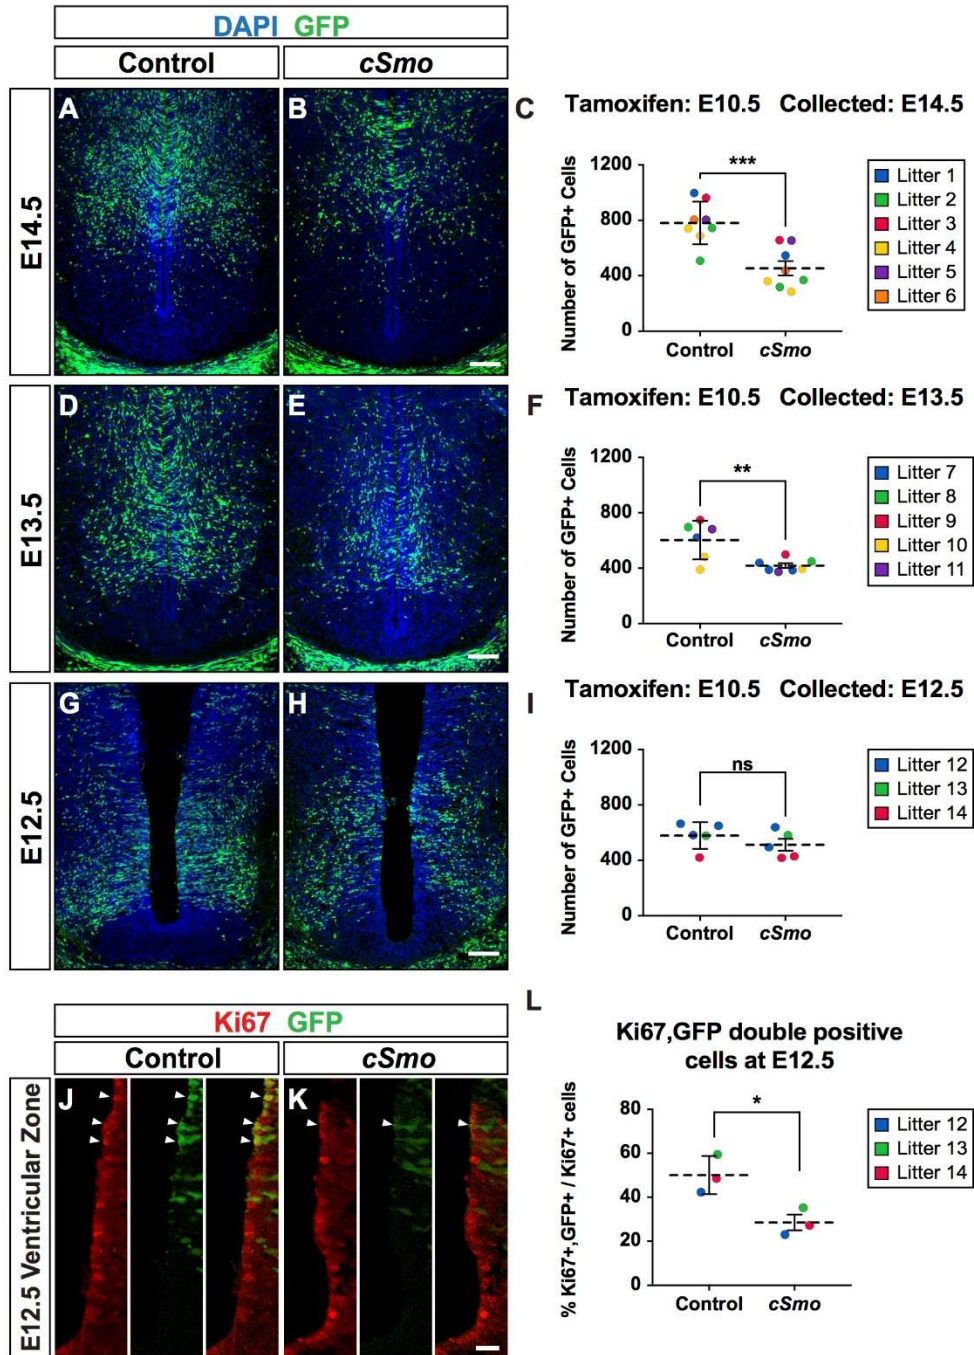 DAPI GFP
Control
cSmo
E14.5
A
B
C
Tamoxifen: E10.5 Collected: E14.5
Number of GFP+ Cells
1200
800
400
0
***
Control
cSmo
Litter 1
Litter 2
Litter 3
Litter 4
Litter 5
Litter 6
E13.5
D
E
F
Tamoxifen: E10.5 Collected: E13.5
Number of GFP+ Cells
1200
800
400
0
**
Control
cSmo
Litter 7
Litter 8
Litter 9
Litter 10
Litter 11
E12.5
G
H
I
Tamoxifen: E10.5 Collected: E12.5
Number of GFP+ Cells
1200
800
400
0
ns
Control
cSmo
Litter 12
Litter 13
Litter 14
Ki67 GFP
Control
cSmo
E12.5 Ventricular Zone
J
K
L
Ki67,GFP double positive
cells at E12.5
% Ki67+,GFP+ / Ki67+ cells
80
60
40
20
0
*
Control
cSmo
Litter 12
Litter 13
Litter 14